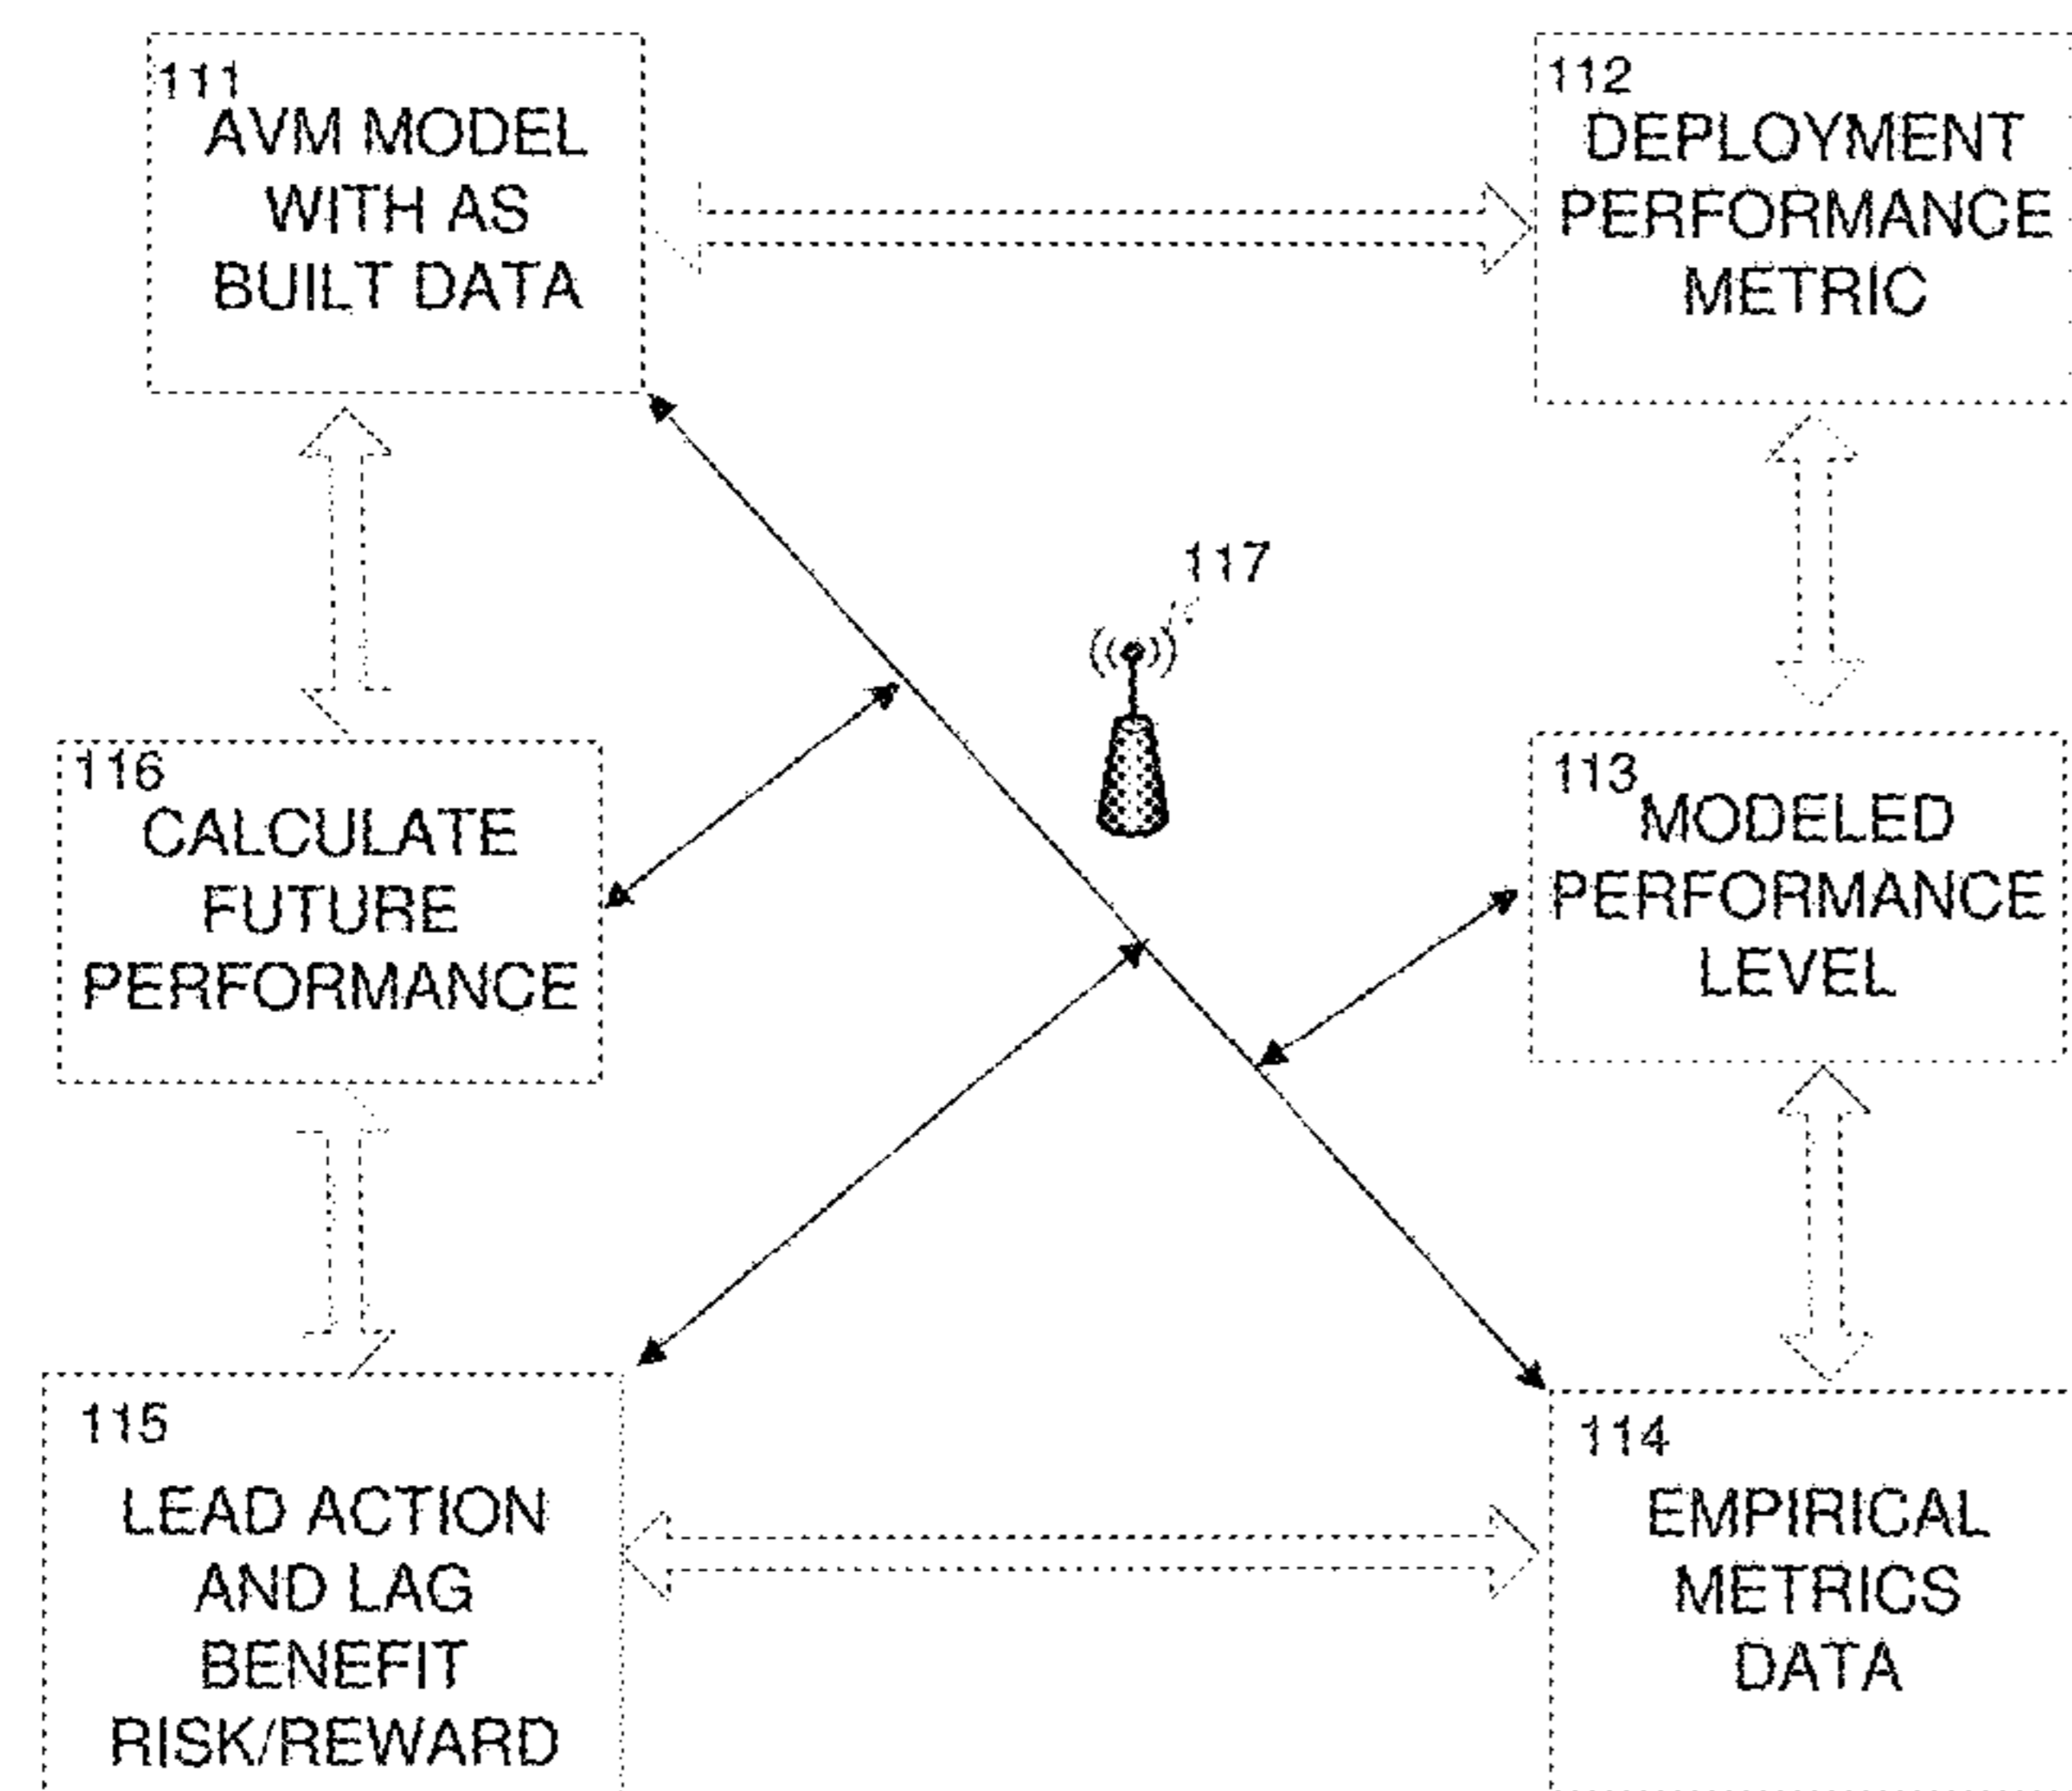 111
AVM MODEL
WITH AS
BUILT DATA
112
DEPLOYMENT
PERFORMANCE
METRIC
117
116
CALCULATE
FUTURE
PERFORMANCE
113
MODELED
PERFORMANCE
LEVEL
115
LEAD ACTION
AND LAG
BENEFIT
RISK/REWARD
114
EMPIRICAL
METRICS
DATA